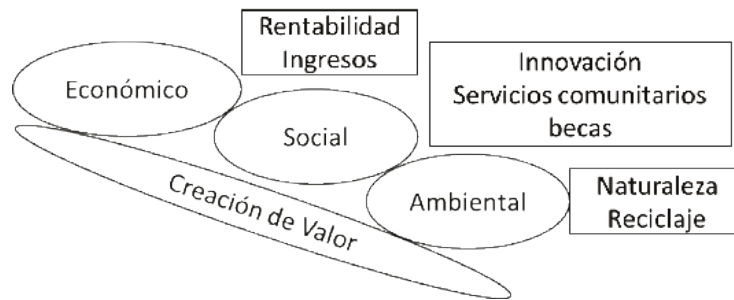 Rentabilidad
Ingresos
Económico
Innovación
Servicios comunitarios
becas
Social
Creación de Valor
Ambiental
Naturaleza
Reciclaje